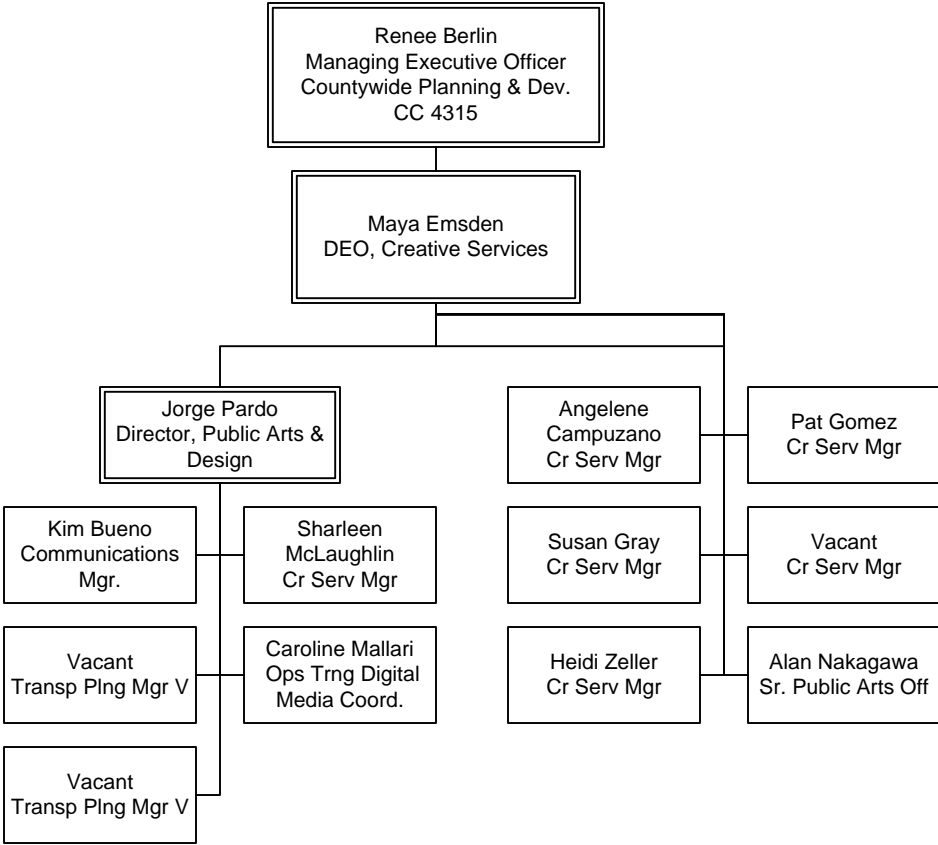 Renee Berlin
Managing Executive Officer
Countywide Planning & Dev.
CC 4315
Maya Emsden
DEO, Creative Services
Jorge Pardo
Director, Public Arts &
Design
Kim Bueno
Communications
Mgr.
Sharleen
McLaughlin
Cr Serv Mgr
Vacant
Transp Plng Mgr V
Caroline Mallari
Ops Trng Digital
Media Coord.
Vacant
Transp Plng Mgr V
Angelene
Campuzano
Cr Serv Mgr
Pat Gomez
Cr Serv Mgr
Susan Gray
Cr Serv Mgr
Vacant
Cr Serv Mgr
Heidi Zeller
Cr Serv Mgr
Alan Nakagawa
Sr. Public Arts Off